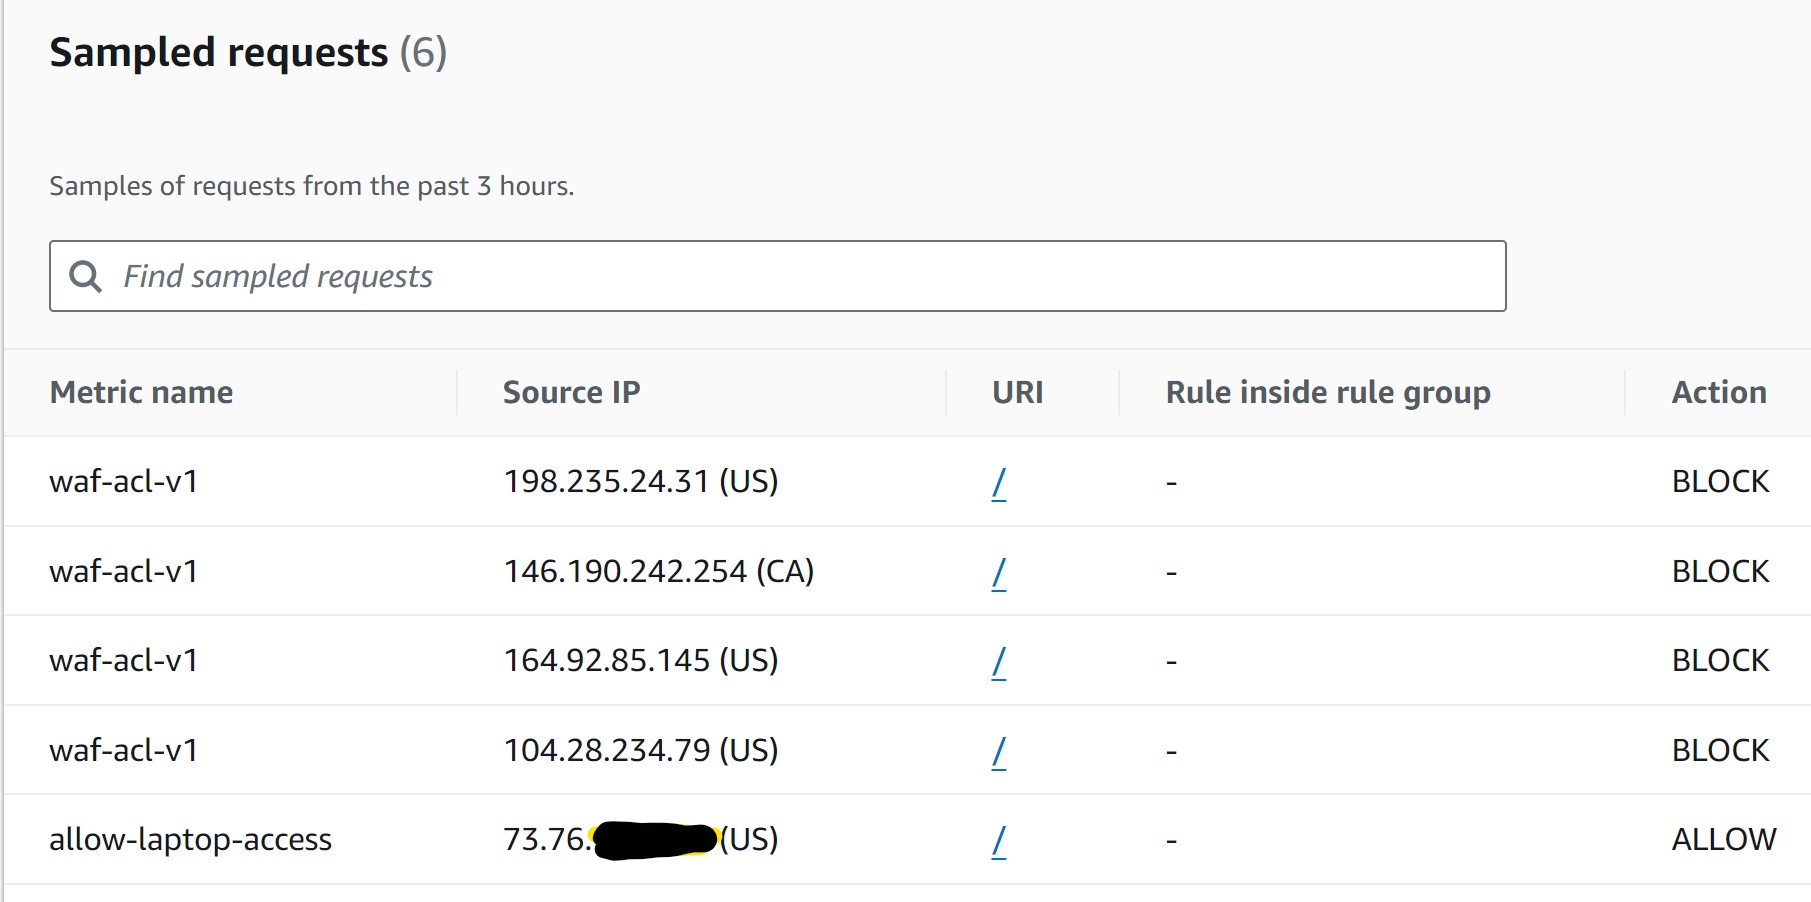 Sampled requests (6)
Samples of requests from the past 3 hours.
Find sampled requests
Metric name Source IP URI Rule inside rule group Action
waf-acl-v1 198.235.24.31 (US) / - BLOCK
waf-acl-v1 146.190.242.254 (CA) / - BLOCK
waf-acl-v1 164.92.85.145 (US) / - BLOCK
waf-acl-v1 104.28.234.79 (US) / - BLOCK
allow-laptop-access 73.76. (US) / - ALLOW